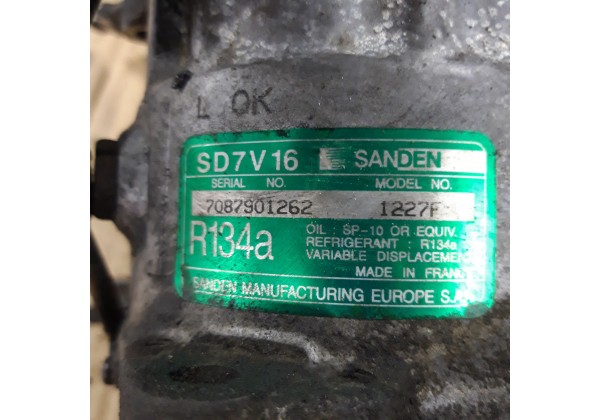 L OK
SD7V16 SANDEN
SERIAL NO. MODEL NO.
7087901262 1227F
R134a
OIL : SP-10 OR EQUIV.
REFRIGERANT : R134a
VARIABLE DISPLACEMENT
MADE IN FRANCE
SANDEN MANUFACTURING EUROPE S.A.